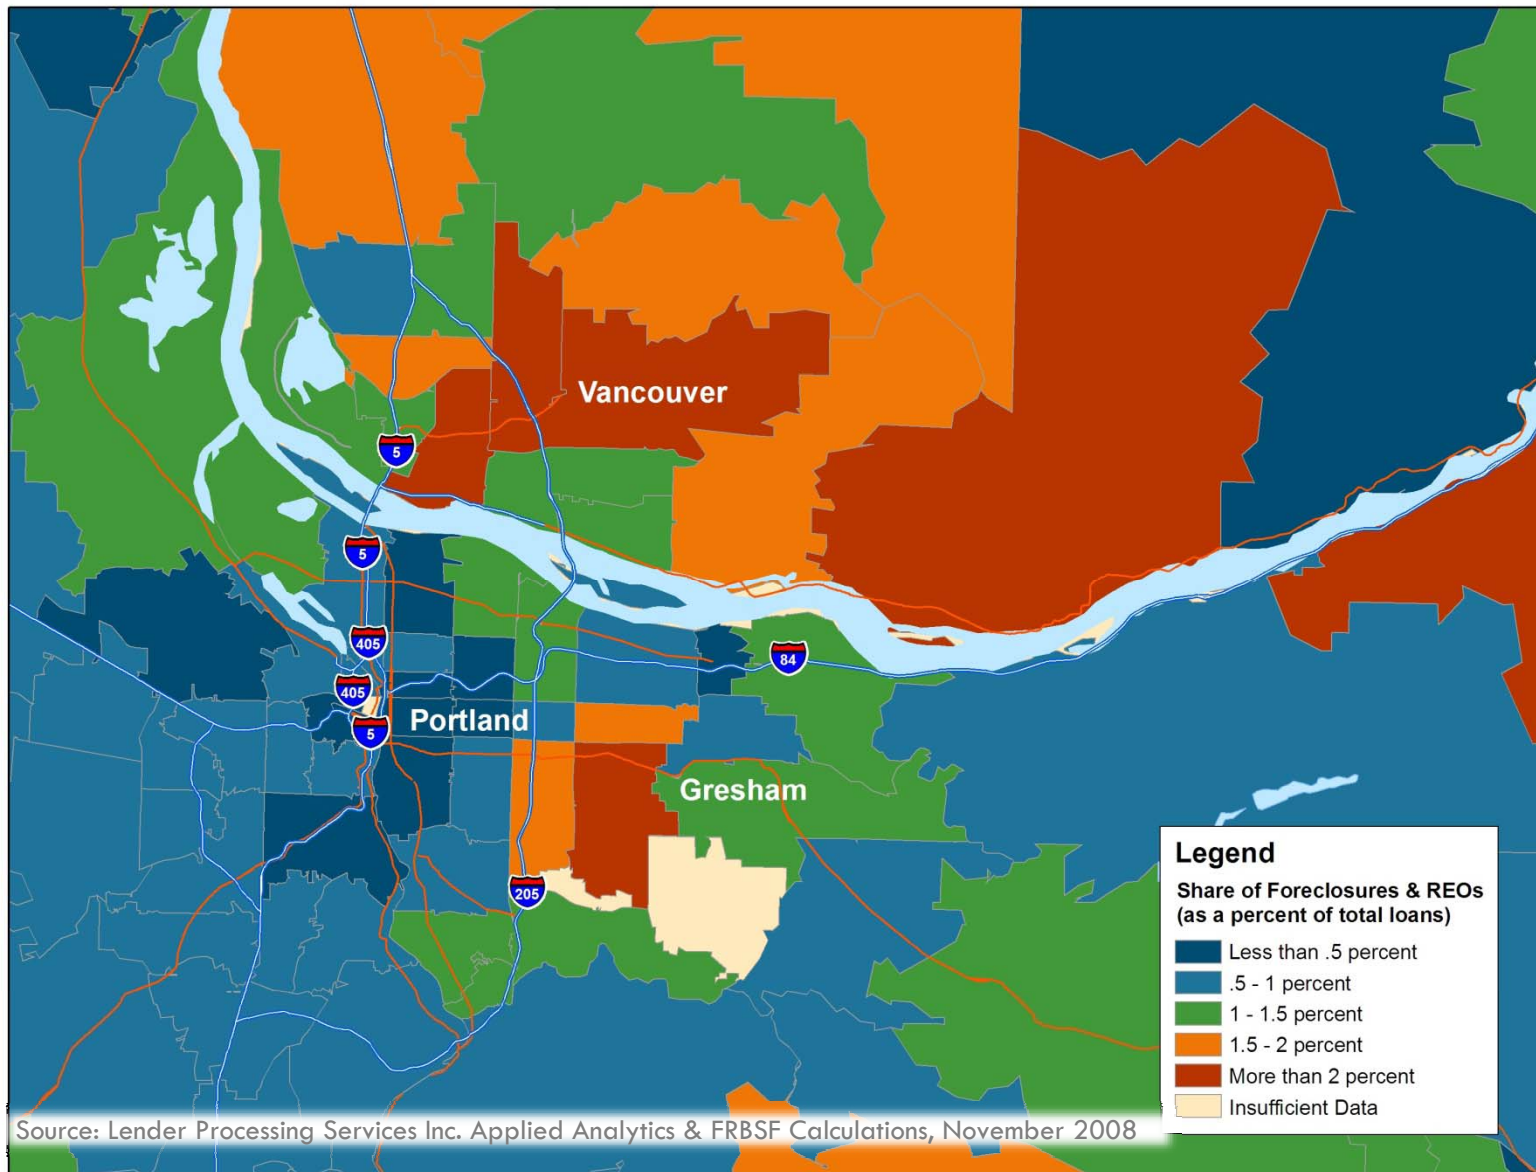 Vancouver
5
5
405
84
405
Portland
5
Gresham
205
Legend
Share of Foreclosures & REOs
(as a percent of total loans)
Less than .5 percent
.5 - 1 percent
1 - 1.5 percent
1.5 - 2 percent
More than 2 percent
Insufficient Data
Source: Lender Processing Services Inc. Applied Analytics & FRBSF Calculations, November 2008